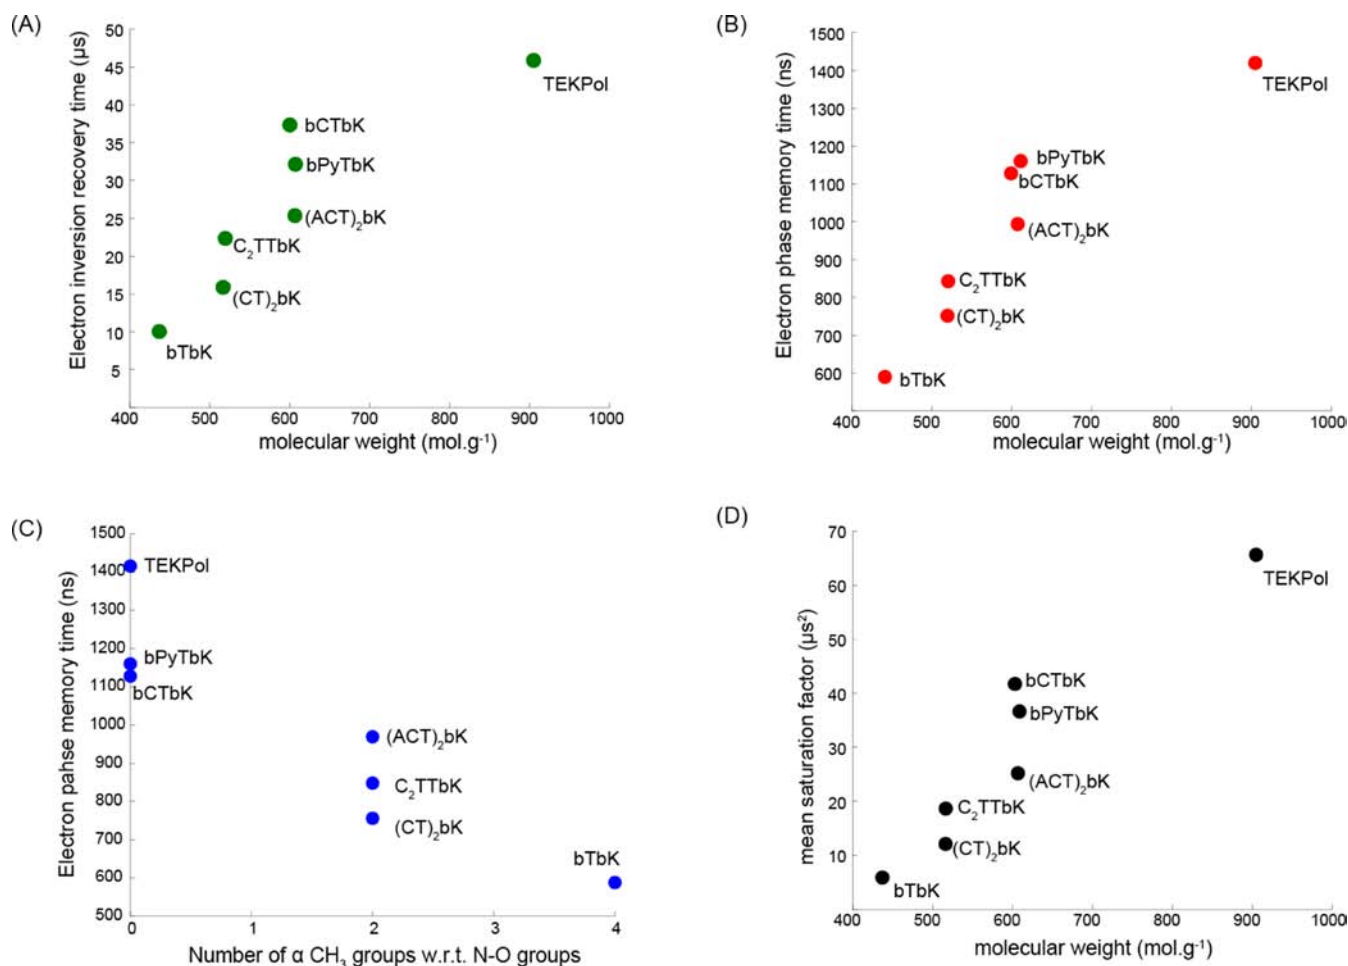 (A)
Electron inversion recovery time (µs)
50
45
40
35
30
25
20
15
10
5
400 500 600 700 800 900 1000
molecular weight (mol.g⁻¹)
TEKPol
bCTbK
bPyTbK
(ACT)₂bK
C₂TTbK
(CT)₂bK
bTbK
(B)
Electron phase memory time (ns)
1500
1400
1300
1200
1100
1000
900
800
700
600
400 500 600 700 800 900 1000
molecular weight (mol.g⁻¹)
TEKPol
bPyTbK
bCTbK
(ACT)₂bK
C₂TTbK
(CT)₂bK
bTbK
(C)
Electron pahse memory time (ns)
1500
1400
1300
1200
1100
1000
900
800
700
600
500
0 1 2 3 4
Number of α CH₃ groups w.r.t. N-O groups
TEKPol
bPyTbK
bCTbK
(ACT)₂bK
C₂TTbK
(CT)₂bK
bTbK
(D)
mean saturation factor (µs²)
70
60
50
40
30
20
10
400 500 600 700 800 900 1000
molecular weight (mol.g⁻¹)
TEKPol
bCTbK
bPyTbK
(ACT)₂bK
C₂TTbK
(CT)₂bK
bTbK